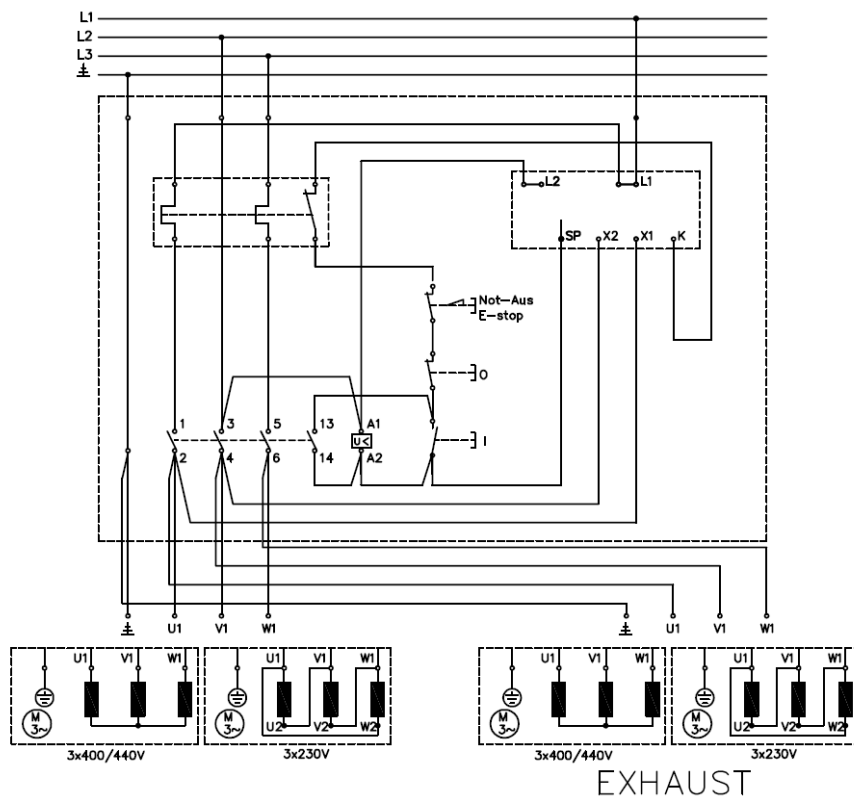 L1
L2
L3
L2 L1
SP X2 X1 K
Not-Aus
E-stop
O
1 3 5 13 A1
U<
I
2 4 6 14 A2
U1 V1 W1 U1 V1 W1
U1 V1 W1 U1 V1 W1 U1 V1 W1 U1 V1 W1
U2 V2 W2 U2 V2 W2
M
3~
M
3~
M
3~
M
3~
3x400/440V 3x230V 3x400/440V 3x230V
EXHAUST